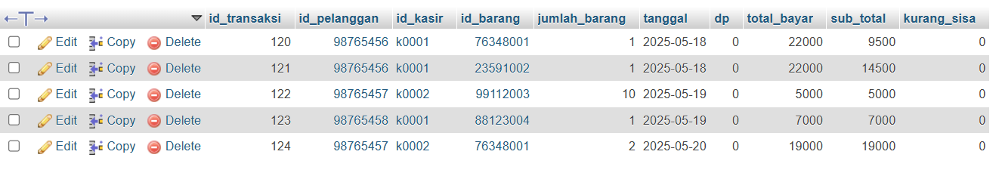 ←T→ id_transaksi id_pelanggan id_kasir id_barang jumlah_barang tanggal dp total_bayar sub_total kurang_sisa
Edit Copy Delete 120 98765456 k0001 76348001 1 2025-05-18 0 22000 9500 0
Edit Copy Delete 121 98765456 k0001 23591002 1 2025-05-18 0 22000 14500 0
Edit Copy Delete 122 98765457 k0002 99112003 10 2025-05-19 0 5000 5000 0
Edit Copy Delete 123 98765458 k0001 88123004 1 2025-05-19 0 7000 7000 0
Edit Copy Delete 124 98765457 k0002 76348001 2 2025-05-20 0 19000 19000 0